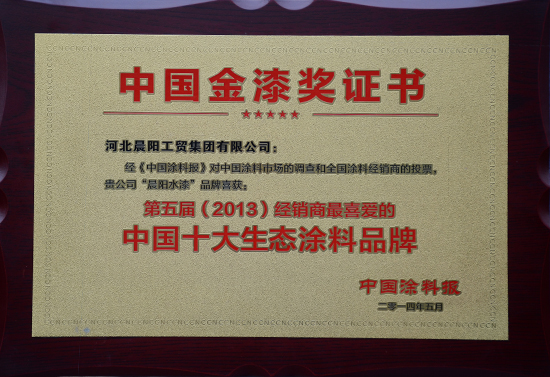 中国金漆奖证书
★★★★★
河北晨阳工贸集团有限公司：
经《中国涂料报》对中国涂料市场的调查和全国涂料经销商的投票，
贵公司“晨阳水漆”品牌喜获：
第五届（2013）经销商最喜爱的
中国十大生态涂料品牌
中国涂料报
二零一四年五月